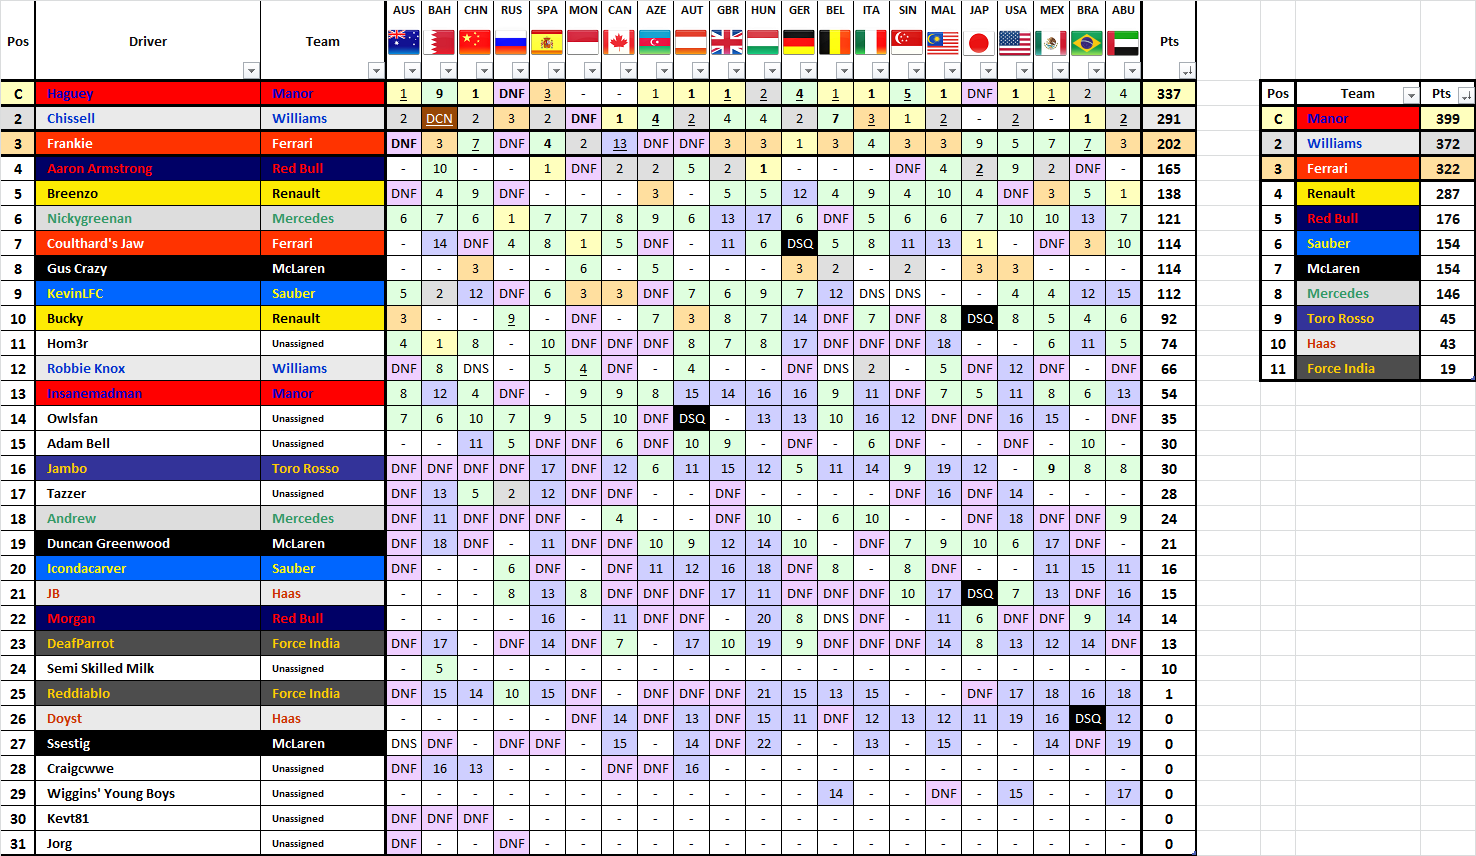 AUS BAH CHN RUS SPA MON CAN AZE AUT GBR HUN GER BEL ITA SIN MAL JAP USA MEX BRA ABU
Pos Driver Team Pts
C Haguey Manor 1 9 1 DNF 3 - - 1 1 1 2 4 1 1 5 1 DNF 1 1 2 4 337
2 Chissell Williams 2 DCN 2 3 2 DNF 1 4 2 4 4 2 7 3 1 2 - 2 - 1 2 291
3 Frankie Ferrari DNF 3 7 DNF 4 2 13 DNF DNF 3 3 1 3 4 3 3 9 5 7 7 3 202
4 Aaron Armstrong Red Bull - 10 - - 1 DNF 2 2 5 2 1 - - - DNF 4 2 9 2 DNF - 165
5 Breenzo Renault DNF 4 9 DNF - - - 3 - 5 5 12 4 9 4 10 4 DNF 3 5 1 138
6 Nickygreenan Mercedes 6 7 6 1 7 7 8 9 6 13 17 6 DNF 5 6 6 7 10 10 13 7 121
7 Coulthard's Jaw Ferrari - 14 DNF 4 8 1 5 DNF - 11 6 DSQ 5 8 11 13 1 - DNF 3 10 114
8 Gus Crazy McLaren - - 3 - - 6 - 5 - - - 3 2 - 2 - 3 3 - - - 114
9 KevinLFC Sauber 5 2 12 DNF 6 3 3 DNF 7 6 9 7 12 DNS DNS - - 4 4 12 15 112
10 Bucky Renault 3 - - 9 - DNF - 7 3 8 7 14 DNF 7 DNF 8 DSQ 8 5 4 6 92
11 Hom3r Unassigned 4 1 8 - 10 DNF DNF DNF 8 7 8 17 DNF DNF DNF 18 - - 6 11 5 74
12 Robbie Knox Williams DNF 8 DNS - 5 4 DNF - 4 - - DNF DNS 2 - 5 DNF 12 DNF - DNF 66
13 Insanemadman Manor 8 12 4 DNF - 9 9 8 15 14 16 16 9 11 DNF 7 5 11 8 6 13 54
14 Owlsfan Unassigned 7 6 10 7 9 5 10 DNF DSQ - 13 13 10 16 12 DNF DNF 16 15 - DNF 35
15 Adam Bell Unassigned - - 11 5 DNF DNF 6 DNF 10 9 - DNF - 6 DNF - - DNF - 10 - 30
16 Jambo Toro Rosso DNF DNF DNF DNF 17 DNF 12 6 11 15 12 5 11 14 9 19 12 - 9 8 8 30
17 Tazzer Unassigned DNF 13 5 2 12 DNF DNF - - DNF - - - - DNF 16 DNF 14 - - - 28
18 Andrew Mercedes DNF 11 DNF DNF DNF - 4 - - DNF 10 - 6 10 - - DNF 18 DNF DNF 9 24
19 Duncan Greenwood McLaren DNF 18 DNF - 11 DNF DNF 10 9 12 14 10 - DNF 7 9 10 6 17 DNF - 21
20 Icondacarver Sauber DNF - - 6 DNF - DNF 11 12 16 18 DNF 8 - 8 DNF - - 11 15 11 16
21 JB Haas - - - 8 13 8 DNF DNF DNF 17 11 DNF DNF DNF 10 17 DSQ 7 13 DNF 16 15
22 Morgan Red Bull - - - - 16 - 11 DNF DNF - 20 8 DNS DNF - 11 6 DNF DNF 9 14 14
23 DeafParrot Force India DNF 17 - DNF 14 DNF 7 - 17 10 19 9 DNF DNF DNF 14 8 13 12 14 DNF 13
24 Semi Skilled Milk Unassigned - 5 - - - - - - - - - - - - - - - - - - - 10
25 Reddiablo Force India DNF 15 14 10 15 DNF - DNF DNF DNF 21 15 13 15 - - DNF 17 18 16 18 1
26 Doyst Haas - - - - - DNF 14 DNF 13 DNF 15 11 DNF 12 13 12 11 19 16 DSQ 12 0
27 Ssestig McLaren DNS DNF - DNF DNF - 15 - 14 DNF 22 - - 13 - 15 - - 14 DNF 19 0
28 Craigcwwe Unassigned DNF 16 13 - - - DNF DNF 16 - - - - - - - - - - - - 0
29 Wiggins' Young Boys Unassigned - - - - - - - - - - - - 14 - - DNF - 15 - - 17 0
30 Kevt81 Unassigned DNF DNF DNF - - - - - - - - - - - - - - - - - - 0
31 Jorg Unassigned DNF - - DNF - - - - - - - - - - - - - - - - - 0
Pos Team Pts
C Manor 399
2 Williams 372
3 Ferrari 322
4 Renault 287
5 Red Bull 176
6 Sauber 154
7 McLaren 154
8 Mercedes 146
9 Toro Rosso 45
10 Haas 43
11 Force India 19